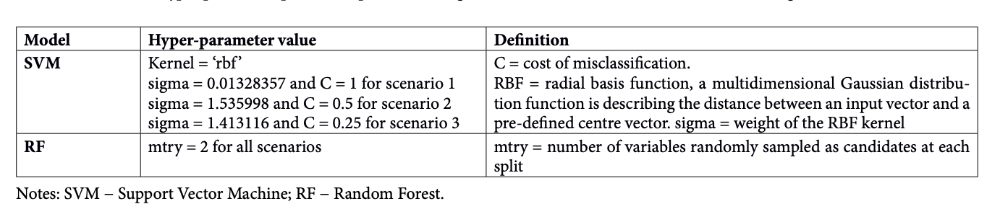 Model Hyper-parameter value Definition
SVM Kernel = ‘rbf’ C = cost of misclassification.
sigma = 0.01328357 and C = 1 for scenario 1 RBF = radial basis function, a multidimensional Gaussian distribu-
sigma = 1.535998 and C = 0.5 for scenario 2 tion function is describing the distance between an input vector and a
sigma = 1.413116 and C = 0.25 for scenario 3 pre-defined centre vector. sigma = weight of the RBF kernel
RF mtry = 2 for all scenarios mtry = number of variables randomly sampled as candidates at each
split
Notes: SVM – Support Vector Machine; RF – Random Forest.